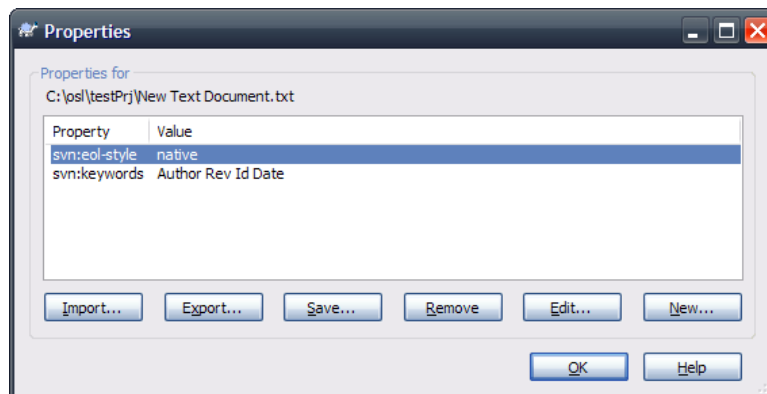 Properties
Properties for
C:\osl\testPrj\New Text Document.txt
Property Value
svn:eol-style native
svn:keywords Author Rev Id Date
Import... Export... Save... Remove Edit... New...
OK Help